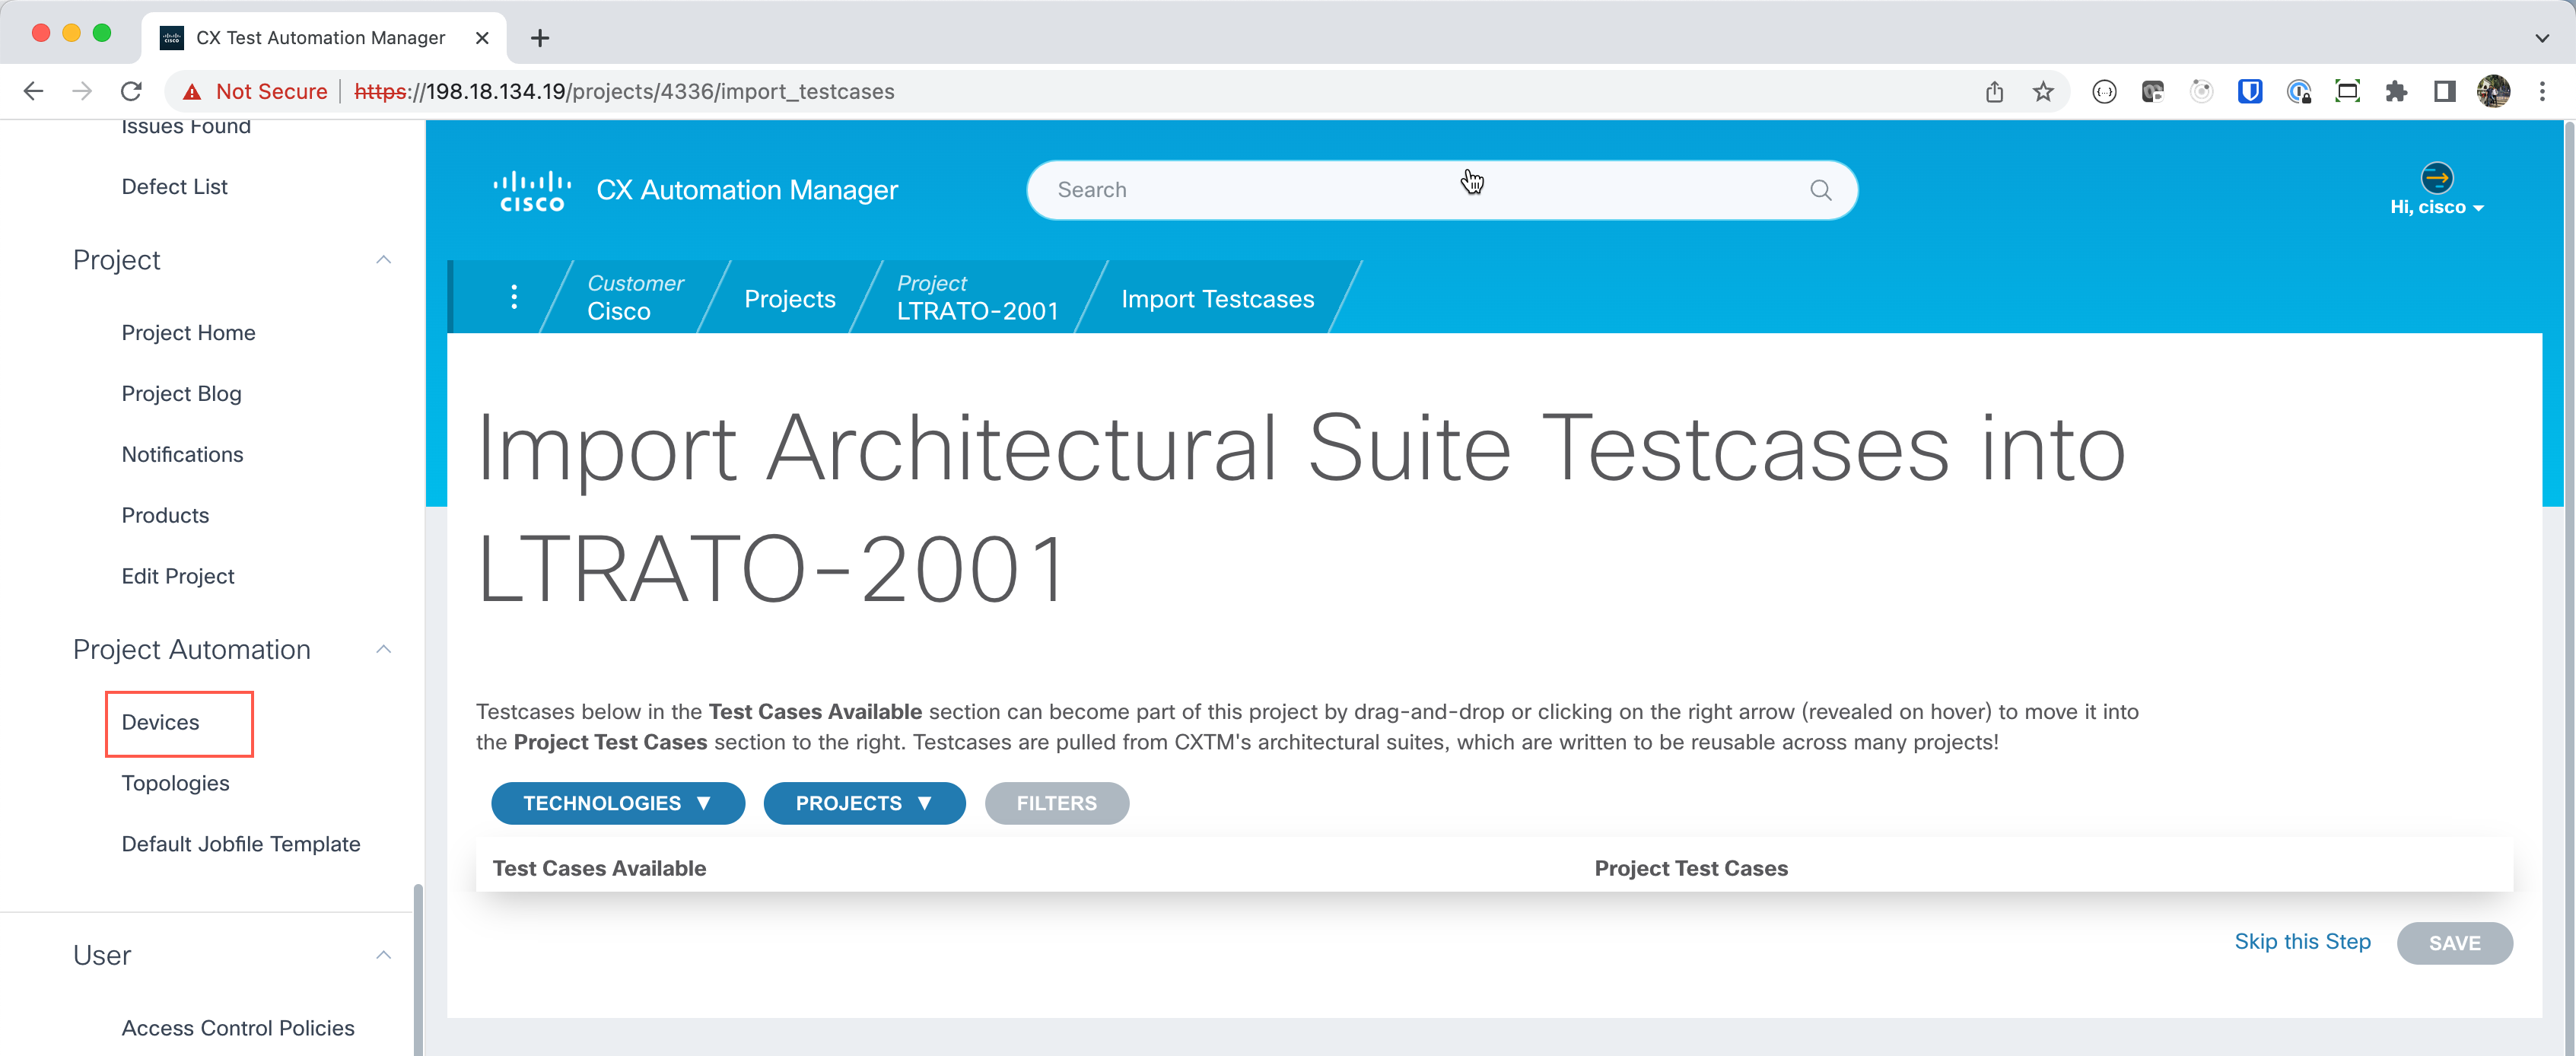 CX Test Automation Manager
Not Secure https://198.18.134.19/projects/4336/import_testcases
Issues Found
Defect List
Project
Project Home
Project Blog
Notifications
Products
Edit Project
Project Automation
Devices
Topologies
Default Jobfile Template
User
Access Control Policies
CISCO
CX Automation Manager
Search
Hi, cisco
Customer
Cisco
Projects
Project
LTRATO-2001
Import Testcases
Import Architectural Suite Testcases into
LTRATO-2001
Testcases below in the Test Cases Available section can become part of this project by drag-and-drop or clicking on the right arrow (revealed on hover) to move it into
the Project Test Cases section to the right. Testcases are pulled from CXTM's architectural suites, which are written to be reusable across many projects!
TECHNOLOGIES ▼ PROJECTS ▼ FILTERS
Test Cases Available Project Test Cases
Skip this Step SAVE